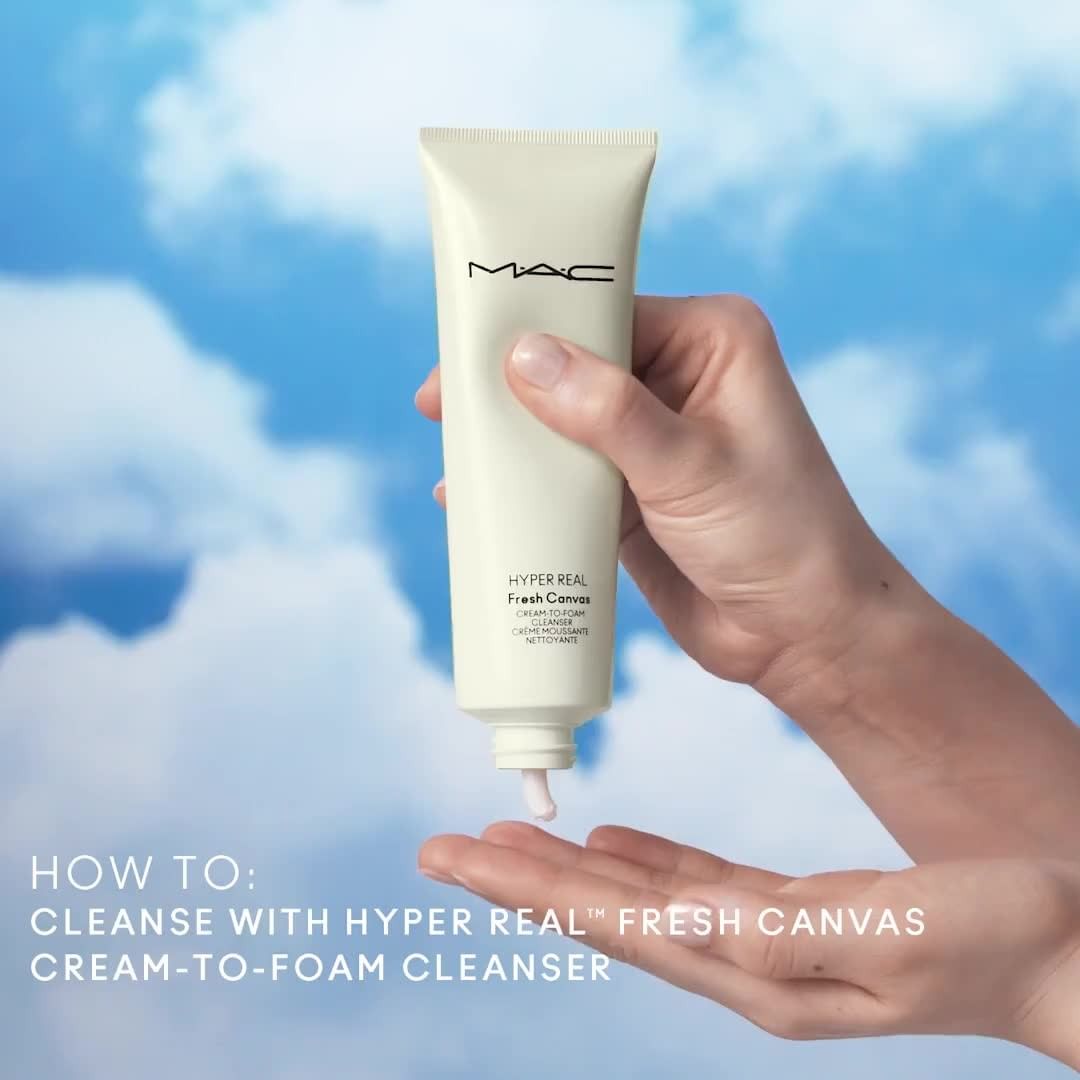 M·A·C
HYPER REAL
Fresh Canvas
CREAM-TO-FOAM
CLEANSER
CRÈME MOUSSANTE
NETTOYANTE
HOW TO:
CLEANSE WITH HYPER REAL™ FRESH CANVAS
CREAM-TO-FOAM CLEANSER